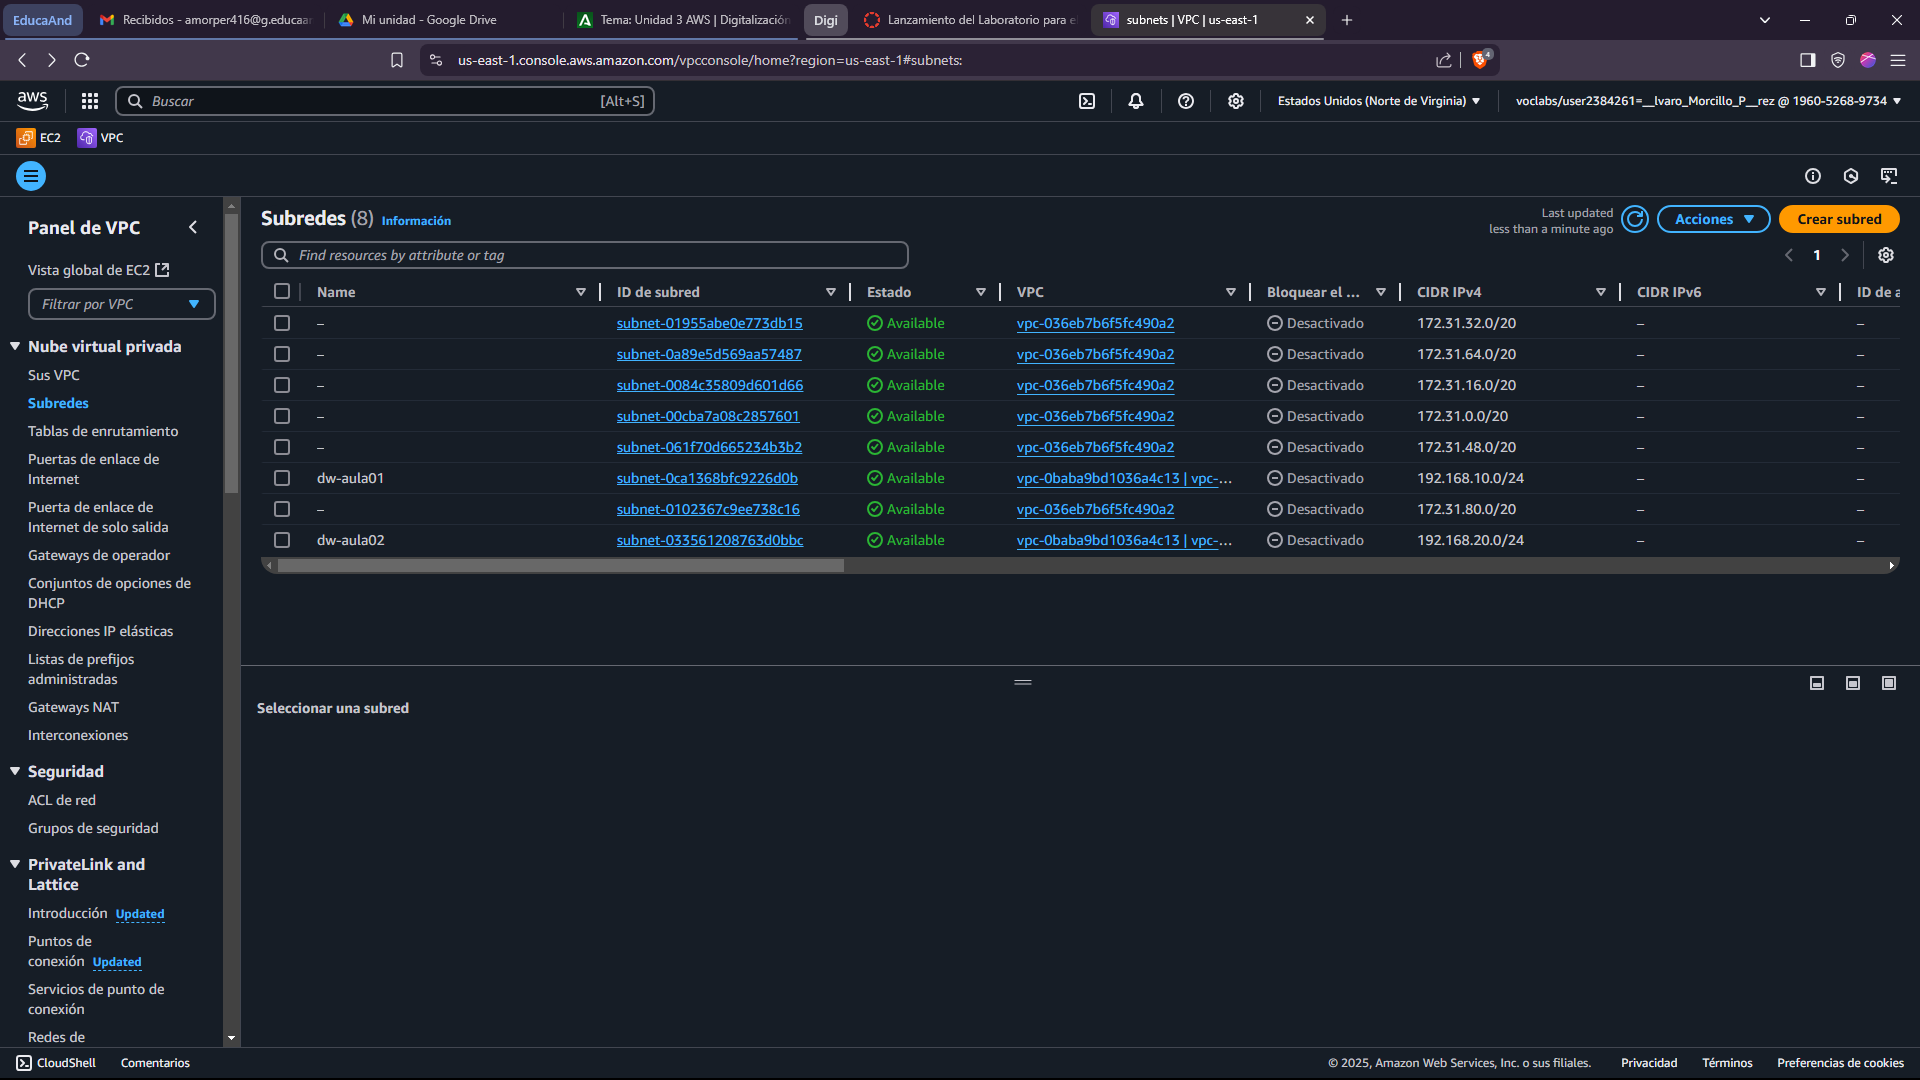 EducaAnd
Recibidos - amorper416@g.educaan
Mi unidad - Google Drive
Tema: Unidad 3 AWS | Digitalización
Digi
Lanzamiento del Laboratorio para e
subnets | VPC | us-east-1
us-east-1.console.aws.amazon.com/vpcconsole/home?region=us-east-1#subnets:
4
aws
Buscar
[Alt+S]
Estados Unidos (Norte de Virginia)
voclabs/user2384261=__lvaro_Morcillo_P__rez @ 1960-5268-9734
EC2
VPC
Panel de VPC
Vista global de EC2
Filtrar por VPC
Nube virtual privada
Sus VPC
Subredes
Tablas de enrutamiento
Puertas de enlace de
Internet
Puerta de enlace de
Internet de solo salida
Gateways de operador
Conjuntos de opciones de
DHCP
Direcciones IP elásticas
Listas de prefijos
administradas
Gateways NAT
Interconexiones
Seguridad
ACL de red
Grupos de seguridad
PrivateLink and
Lattice
Introducción Updated
Puntos de
conexión Updated
Servicios de punto de
conexión
Redes de
Subredes (8) Información
Last updated
less than a minute ago
Acciones
Crear subred
Find resources by attribute or tag
1
Name ID de subred Estado VPC Bloquear el ... CIDR IPv4 CIDR IPv6 ID de a
– subnet-01955abe0e773db15 Available vpc-036eb7b6f5fc490a2 Desactivado 172.31.32.0/20 – –
– subnet-0a89e5d569aa57487 Available vpc-036eb7b6f5fc490a2 Desactivado 172.31.64.0/20 – –
– subnet-0084c35809d601d66 Available vpc-036eb7b6f5fc490a2 Desactivado 172.31.16.0/20 – –
– subnet-00cba7a08c2857601 Available vpc-036eb7b6f5fc490a2 Desactivado 172.31.0.0/20 – –
– subnet-061f70d665234b3b2 Available vpc-036eb7b6f5fc490a2 Desactivado 172.31.48.0/20 – –
dw-aula01 subnet-0ca1368bfc9226d0b Available vpc-0baba9bd1036a4c13 | vpc-... Desactivado 192.168.10.0/24 – –
– subnet-0102367c9ee738c16 Available vpc-036eb7b6f5fc490a2 Desactivado 172.31.80.0/20 – –
dw-aula02 subnet-033561208763d0bbc Available vpc-0baba9bd1036a4c13 | vpc-... Desactivado 192.168.20.0/24 – –
Seleccionar una subred
CloudShell
Comentarios
© 2025, Amazon Web Services, Inc. o sus filiales.
Privacidad
Términos
Preferencias de cookies